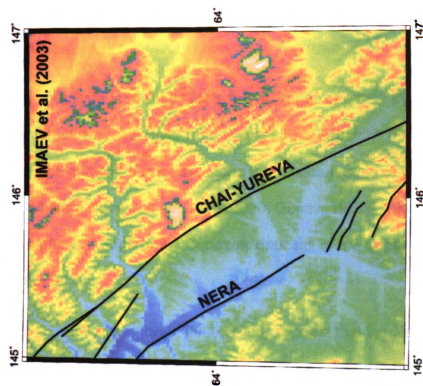 145° 146° 147°
IMAEV et al. (2003)
64° 64°
CHAI-YUREYA
NERA
145° 146° 147°